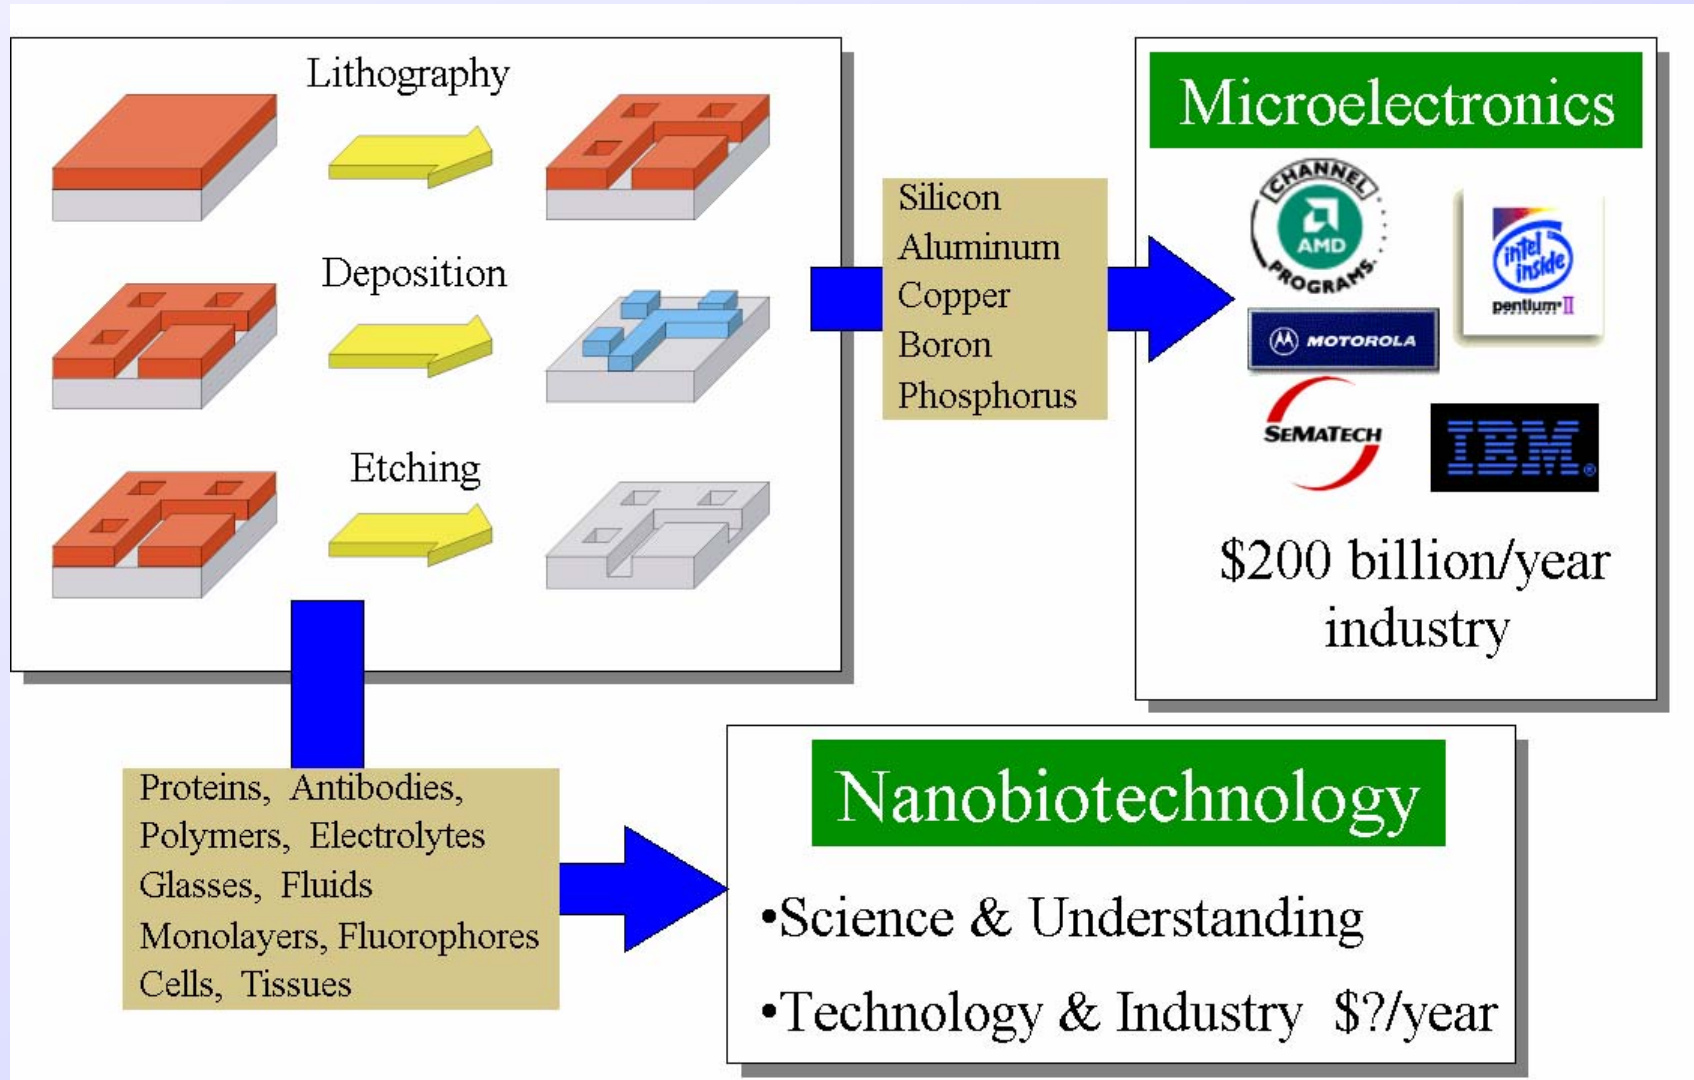 Lithography
Deposition
Etching
Silicon
Aluminum
Copper
Boron
Phosphorus
Microelectronics
CHANNEL
AMD
PROGRAMS.
intel
inside
pentium® II
MOTOROLA
SEMATECH
IBM®
$200 billion/year
industry
Proteins, Antibodies,
Polymers, Electrolytes
Glasses, Fluids
Monolayers, Fluorophores
Cells, Tissues
Nanobiotechnology
•Science & Understanding
•Technology & Industry $?/year